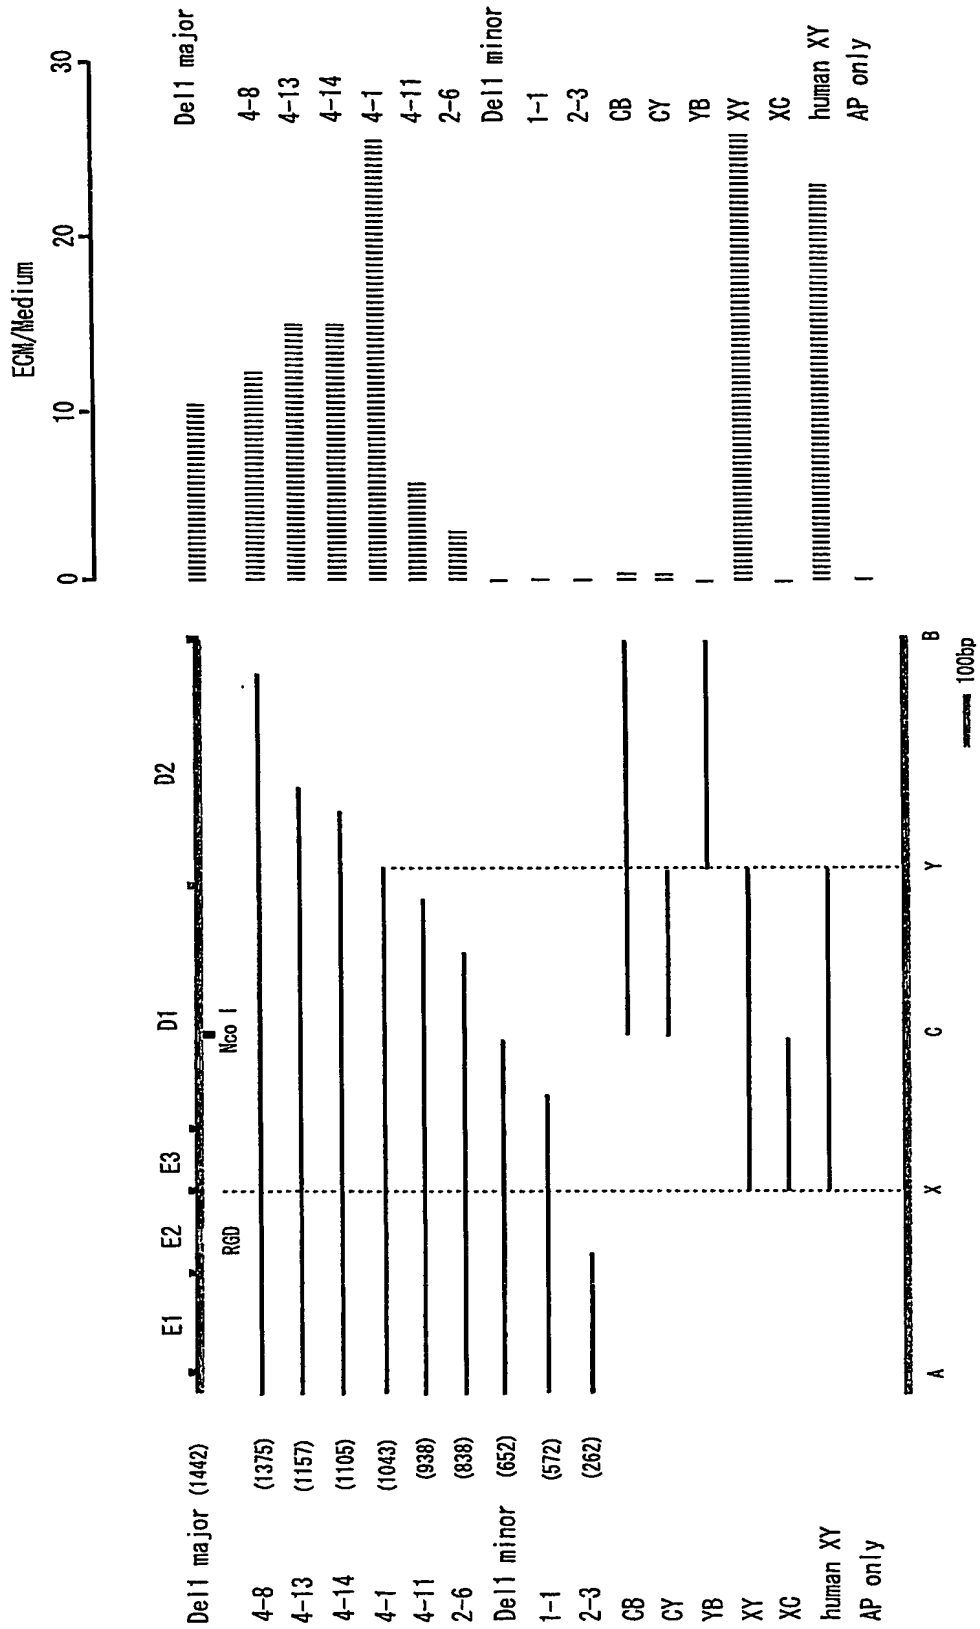 Del1 major (1442)
4-8 (1375)
4-13 (1157)
4-14 (1105)
4-1 (1043)
4-11 (938)
2-6 (838)
Del1 minor (652)
1-1 (572)
2-3 (262)
CB
CY
YB
XY
XC
human XY
AP only
E1 E2 E3 D1 D2
RGD
Nco I
A X C Y B
100bp
ECM/Medium
0 10 20 30
Del1 major
4-8
4-13
4-14
4-1
4-11
2-6
Del1 minor
1-1
2-3
CB
CY
YB
XY
XC
human XY
AP only